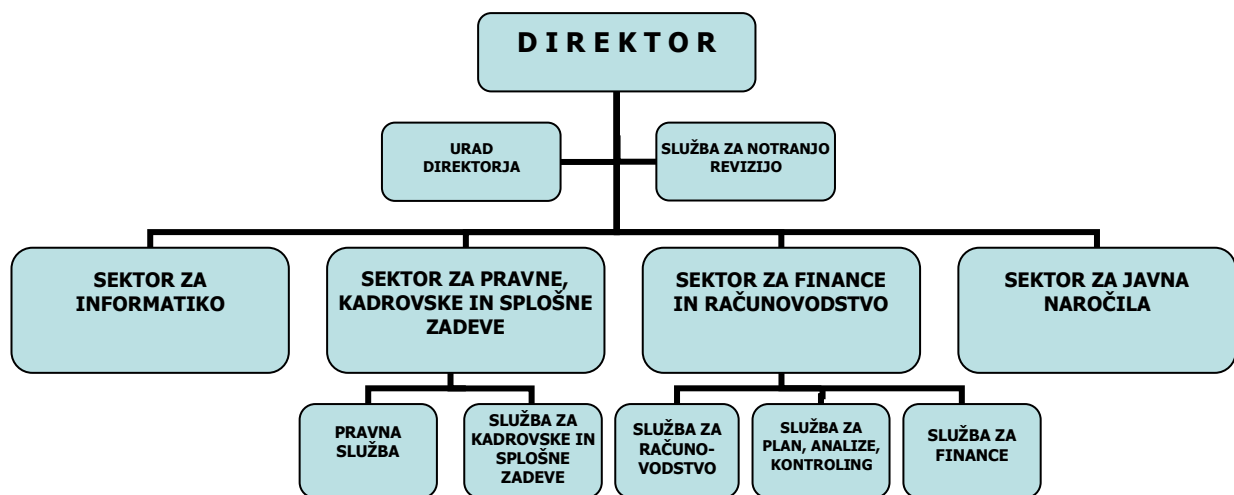 D I R E K T O R
URAD
DIREKTORJA
SLUŽBA ZA NOTRANJO
REVIZIJO
SEKTOR ZA
INFORMATIKO
SEKTOR ZA PRAVNE,
KADROVSKE IN SPLOŠNE
ZADEVE
SEKTOR ZA FINANCE
IN RAČUNOVODSTVO
SEKTOR ZA JAVNA
NAROČILA
PRAVNA
SLUŽBA
SLUŽBA ZA
KADROVSKE IN
SPLOŠNE
ZADEVE
SLUŽBA ZA
RAČUNO-
VODSTVO
SLUŽBA ZA
PLAN, ANALIZE,
KONTROLING
SLUŽBA ZA
FINANCE